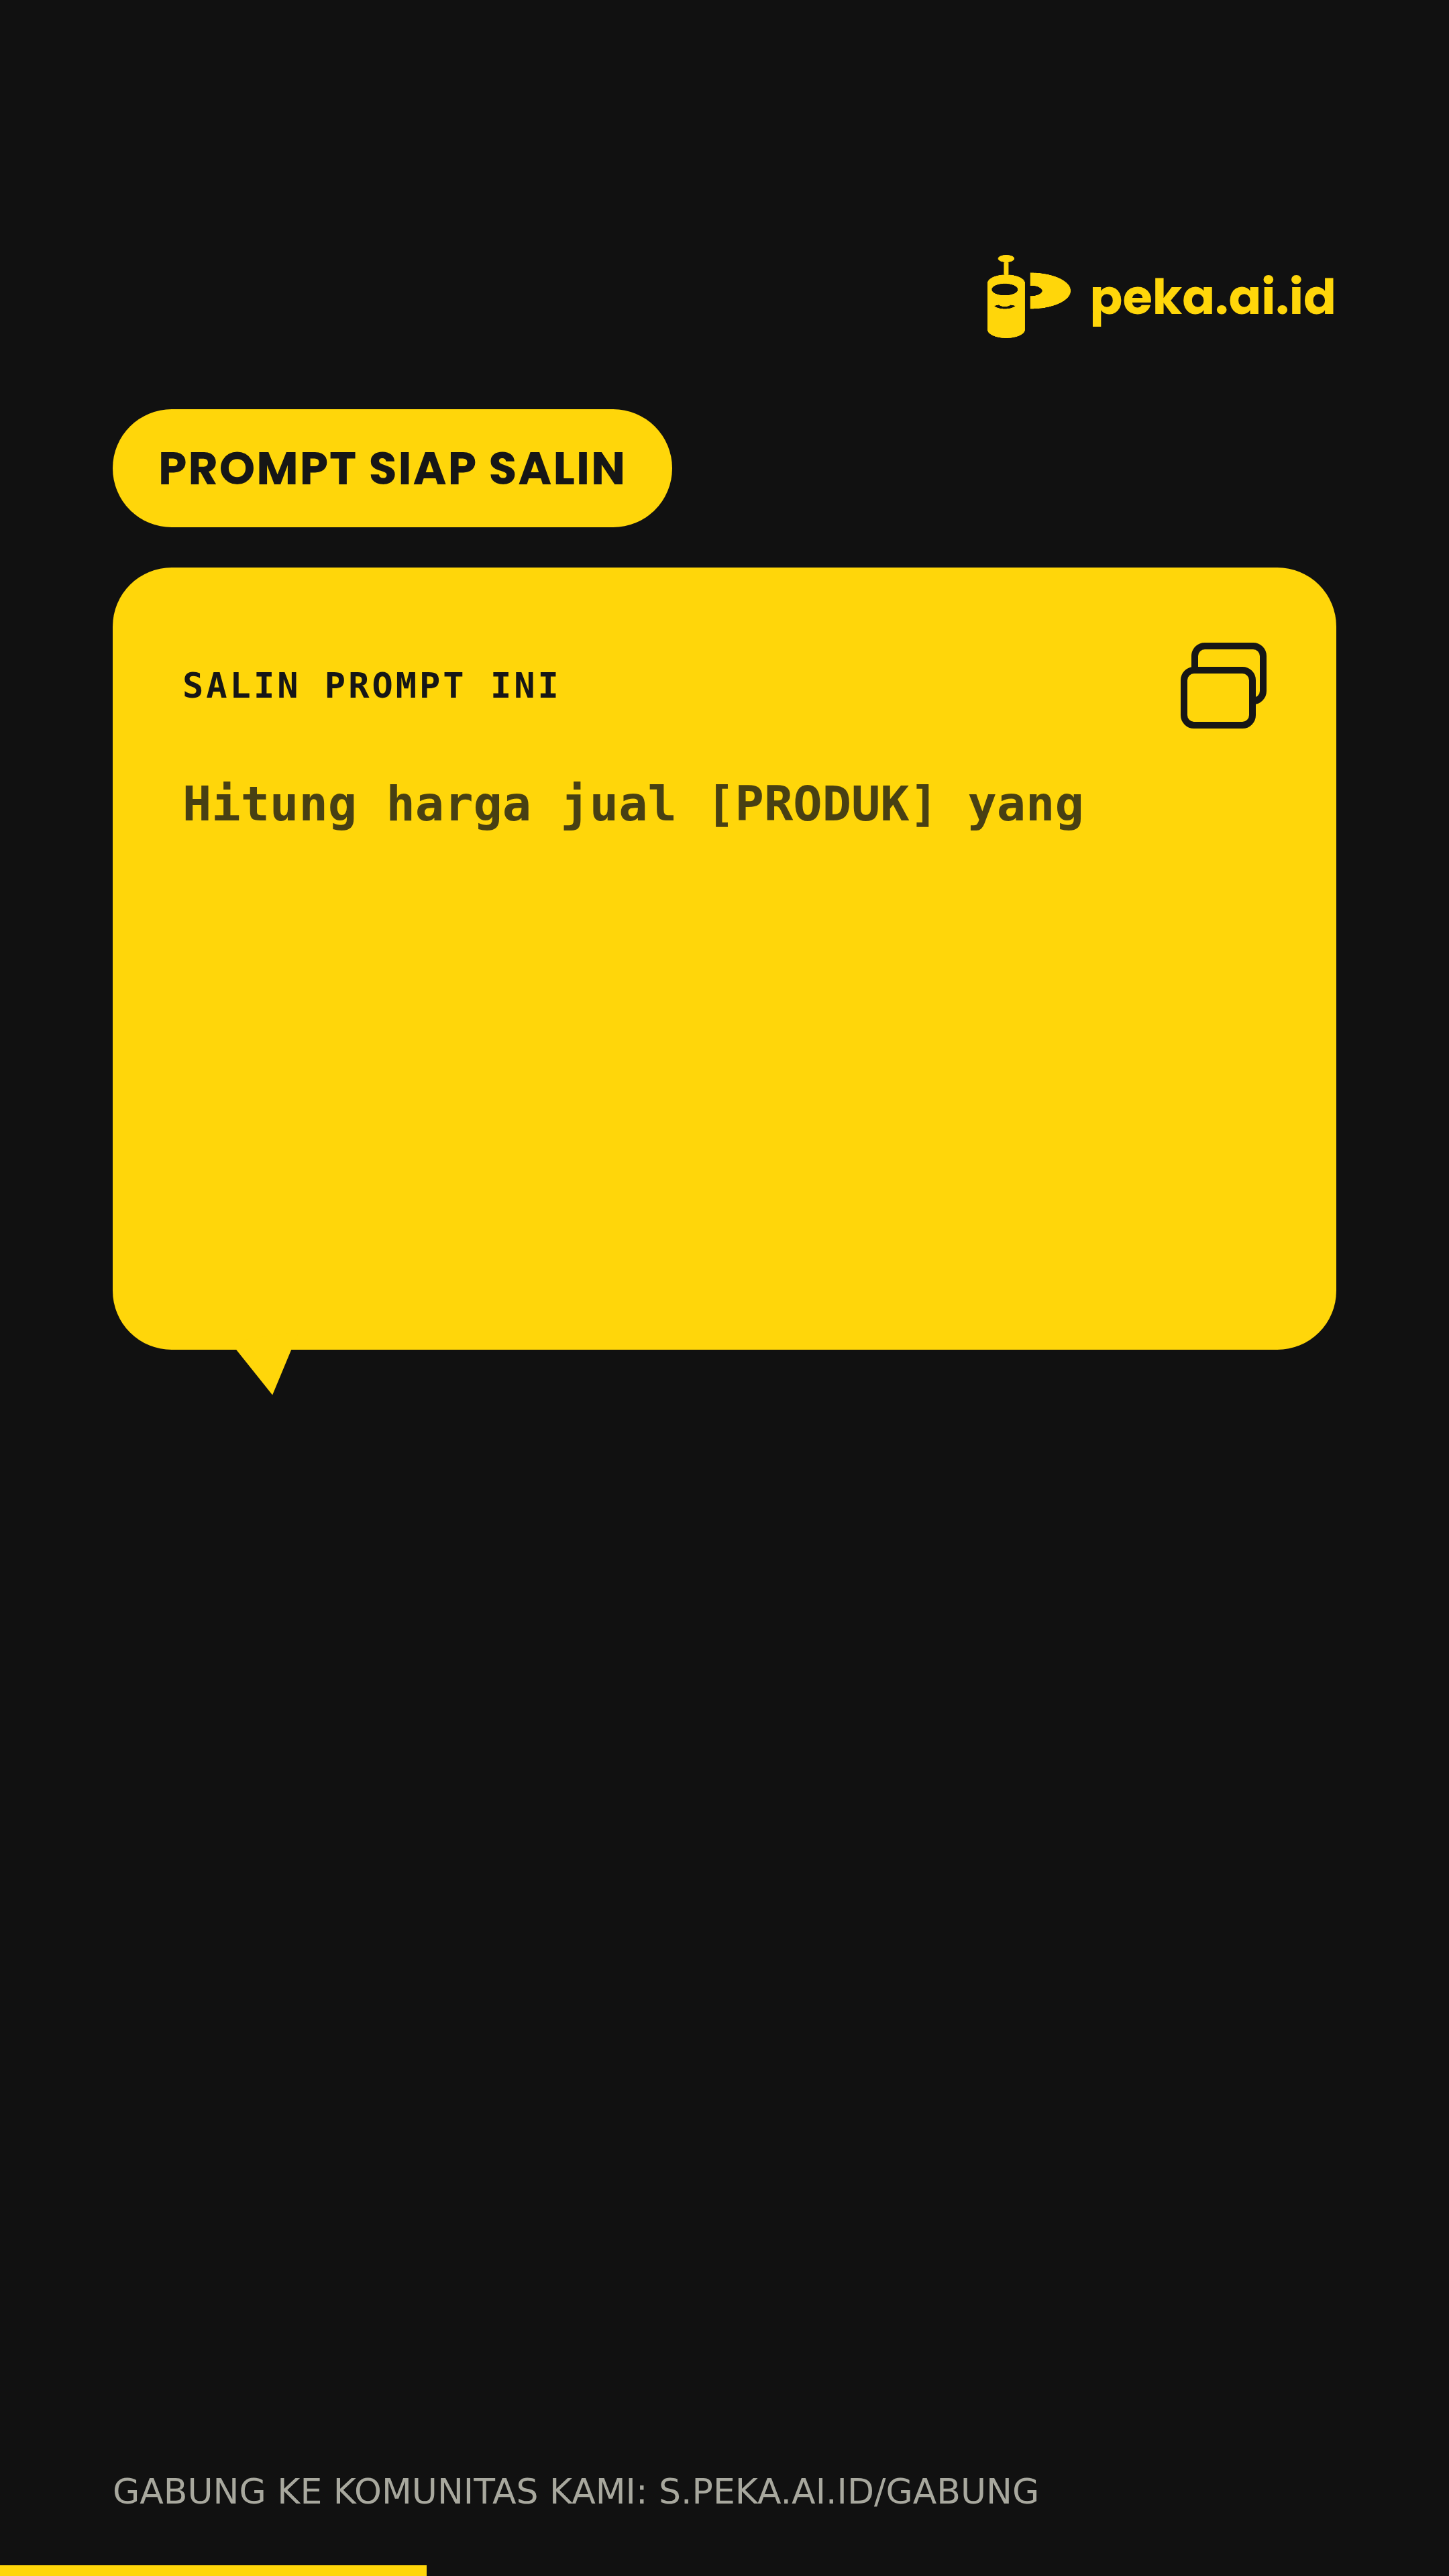 peka.ai.id
PROMPT SIAP SALIN
SALIN PROMPT INI
Hitung harga jual [PRODUK] yang
GABUNG KE KOMUNITAS KAMI: S.PEKA.AI.ID/GABUNG